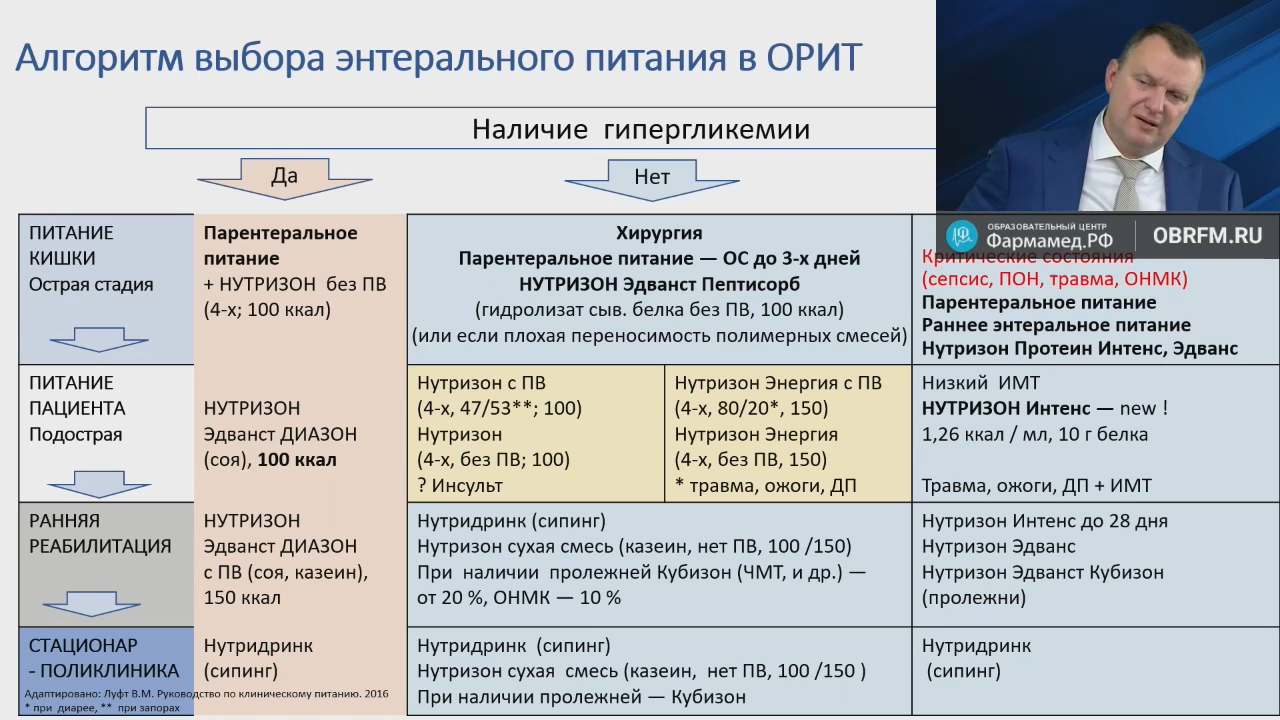 Алгоритм выбора энтерального питания в ОРИТ
Наличие гипергликемии
Да
Нет
ОБРАЗОВАТЕЛЬНЫЙ ЦЕНТР
Фармамед.РФ
OBRFM.RU
ПИТАНИЕ
КИШКИ
Острая стадия
Парентеральное
питание
+ НУТРИЗОН без ПВ
(4-х; 100 ккал)
Хирургия
Парентеральное питание — ОС до 3-х дней
НУТРИЗОН Эдванст Пептисорб
(гидролизат сыв. белка без ПВ, 100 ккал)
(или если плохая переносимость полимерных смесей)
Критические состояния
(сепсис, ПОН, травма, ОНМК)
Парентеральное питание
Раннее энтеральное питание
Нутризон Протеин Интенс, Эдванс
ПИТАНИЕ
ПАЦИЕНТА
Подострая
НУТРИЗОН
Эдванст ДИАЗОН
(соя), 100 ккал
Нутризон с ПВ
(4-х, 47/53**; 100)
Нутризон
(4-х, без ПВ; 100)
? Инсульт
Нутризон Энергия с ПВ
(4-х, 80/20*, 150)
Нутризон Энергия
(4-х, без ПВ, 150)
* травма, ожоги, ДП
Низкий ИМТ
НУТРИЗОН Интенс — new !
1,26 ккал / мл, 10 г белка
Травма, ожоги, ДП + ИМТ
РАННЯЯ
РЕАБИЛИТАЦИЯ
НУТРИЗОН
Эдванст ДИАЗОН
с ПВ (соя, казеин),
150 ккал
Нутридринк (сипинг)
Нутризон сухая смесь (казеин, нет ПВ, 100 /150)
При наличии пролежней Кубизон (ЧМТ, и др.) —
от 20 %, ОНМК — 10 %
Нутризон Интенс до 28 дня
Нутризон Эдванс
Нутризон Эдванст Кубизон
(пролежни)
СТАЦИОНАР
- ПОЛИКЛИНИКА
Нутридринк
(сипинг)
Нутридринк (сипинг)
Нутризон сухая смесь (казеин, нет ПВ, 100 /150 )
При наличии пролежней — Кубизон
Нутридринк
(сипинг)
Адаптировано: Луфт В.М. Руководство по клиническому питанию. 2016
* при диарее, ** при запорах